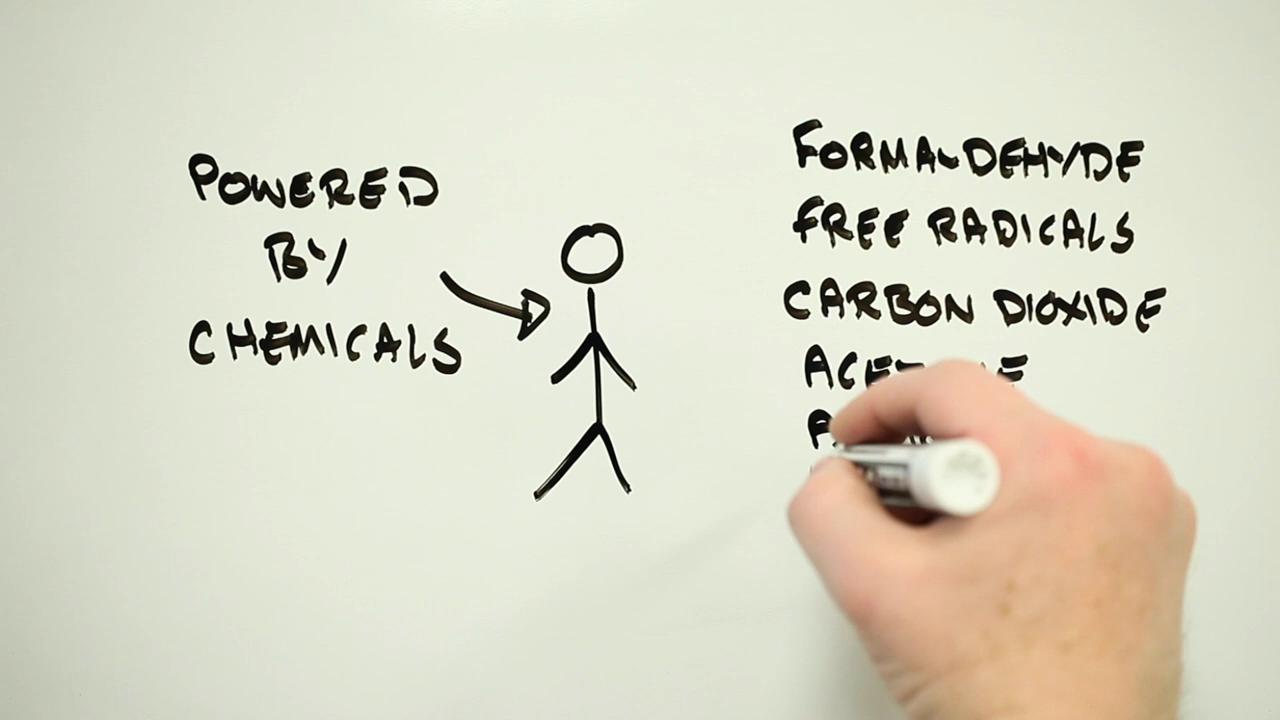 POWERED
BY
CHEMICALS
FORMALDEHYDE
FREE RADICALS
CARBON DIOXIDE